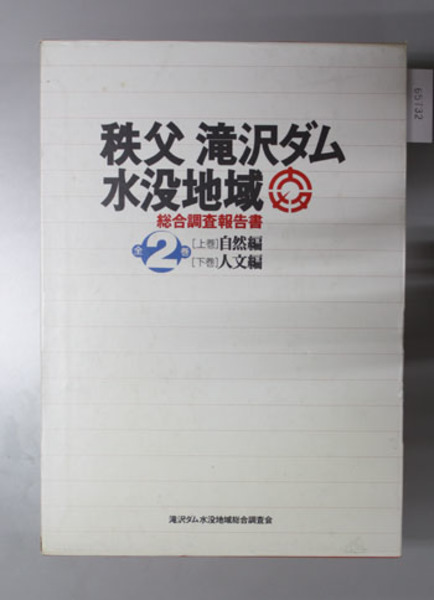 秩父 滝沢ダム
水没地域
総合調査報告書
全2巻
[上巻]自然編
[下巻]人文編
滝沢ダム水没地域総合調査会
65732